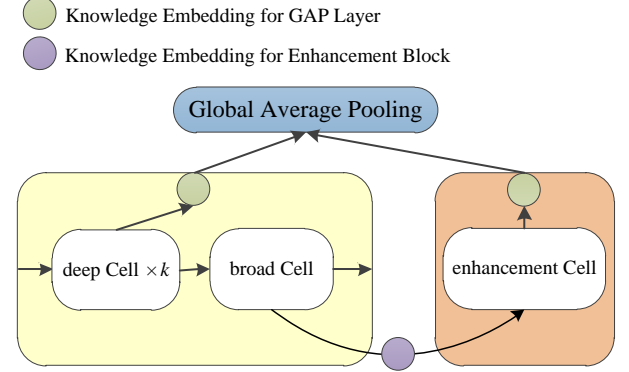 Knowledge Embedding for GAP Layer
Knowledge Embedding for Enhancement Block
Global Average Pooling
deep Cell ×k
broad Cell
enhancement Cell